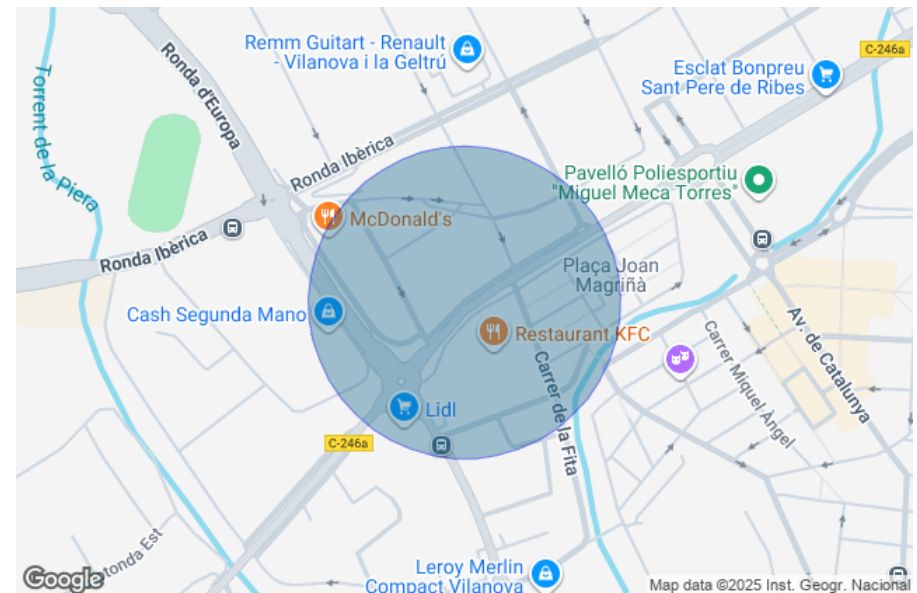 Remm Guitart - Renault
- Vilanova i la Geltrú
C-246a
Esclat Bonpreu
Sant Pere de Ribes
Ronda d'Europa
Torrent de la Piera
Ronda Ibèrica
Pavelló Poliesportiu
"Miguel Meca Torres"
McDonald's
Ronda Ibèrica
Plaça Joan
Magriñà
Cash Segunda Mano
Restaurant KFC
Av. de Catalunya
Carrer Miquel Àngel
Carrer de la Fita
Lidl
C-246a
otonda Est
Leroy Merlin
Compact Vilanova
Google
Map data ©2025 Inst. Geogr. Nacional